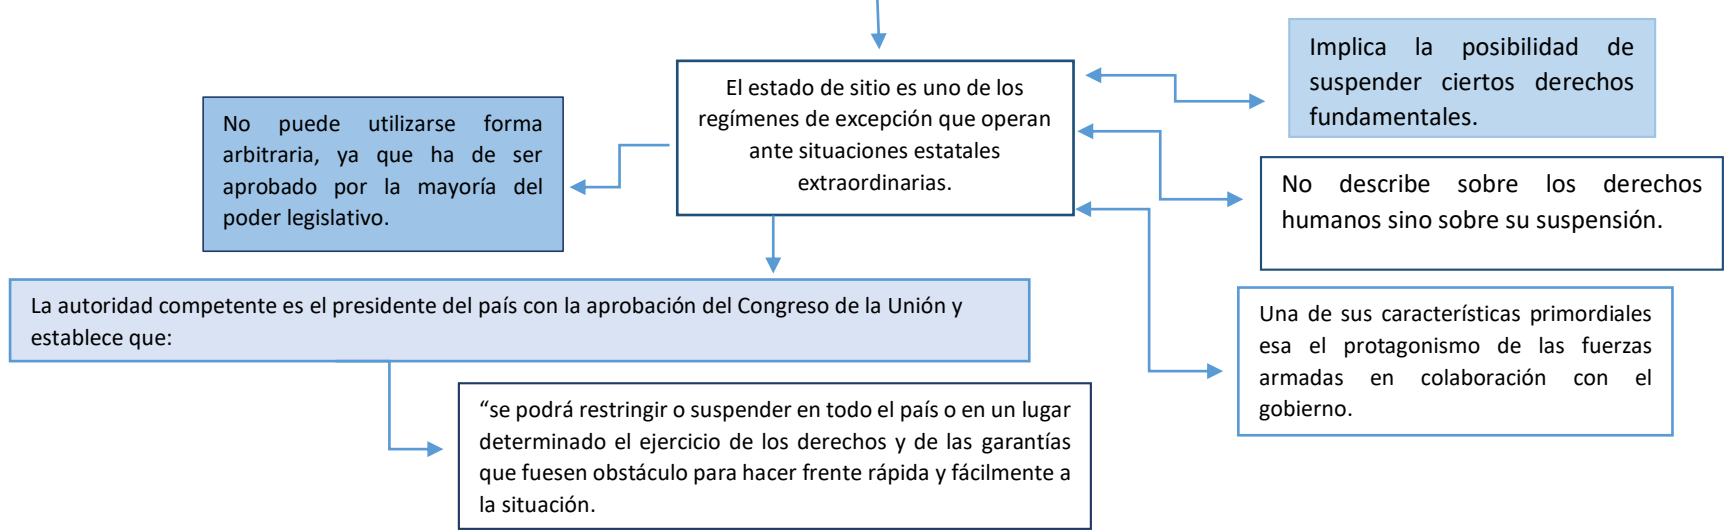 El estado de sitio es uno de los
regímenes de excepción que operan
ante situaciones estatales
extraordinarias.
No puede utilizarse forma
arbitraria, ya que ha de ser
aprobado por la mayoría del
poder legislativo.
Implica la posibilidad de
suspender ciertos derechos
fundamentales.
No describe sobre los derechos
humanos sino sobre su suspensión.
Una de sus características primordiales
esa el protagonismo de las fuerzas
armadas en colaboración con el
gobierno.
La autoridad competente es el presidente del país con la aprobación del Congreso de la Unión y
establece que:
“se podrá restringir o suspender en todo el país o en un lugar
determinado el ejercicio de los derechos y de las garantías
que fuesen obstáculo para hacer frente rápida y fácilmente a
la situación.